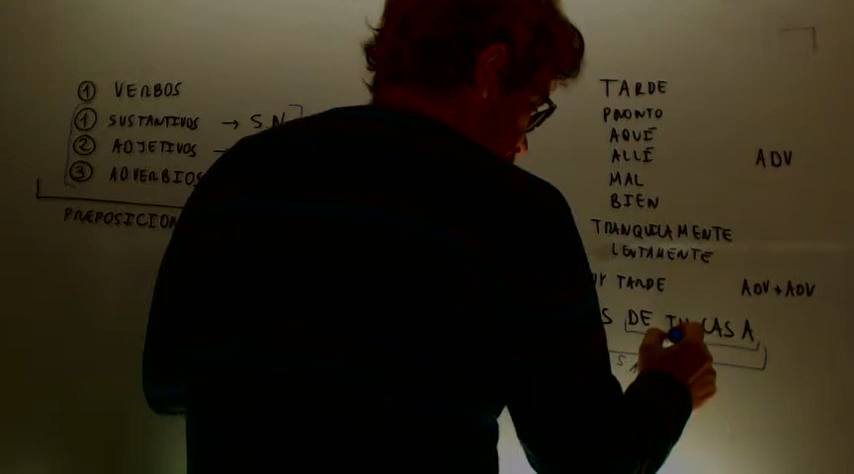 ① VERBOS
① SUSTANTIVOS → SN
② ADJETIVOS →
③ ADVERBIOS
PREPOSICION
TARDE
PRONTO
AQUÍ
ALLÍ
MAL
BIEN
ADV
TRANQUILAMENTE
LENTAMENTE
TARDE ADV+ADV
DE TU CASA